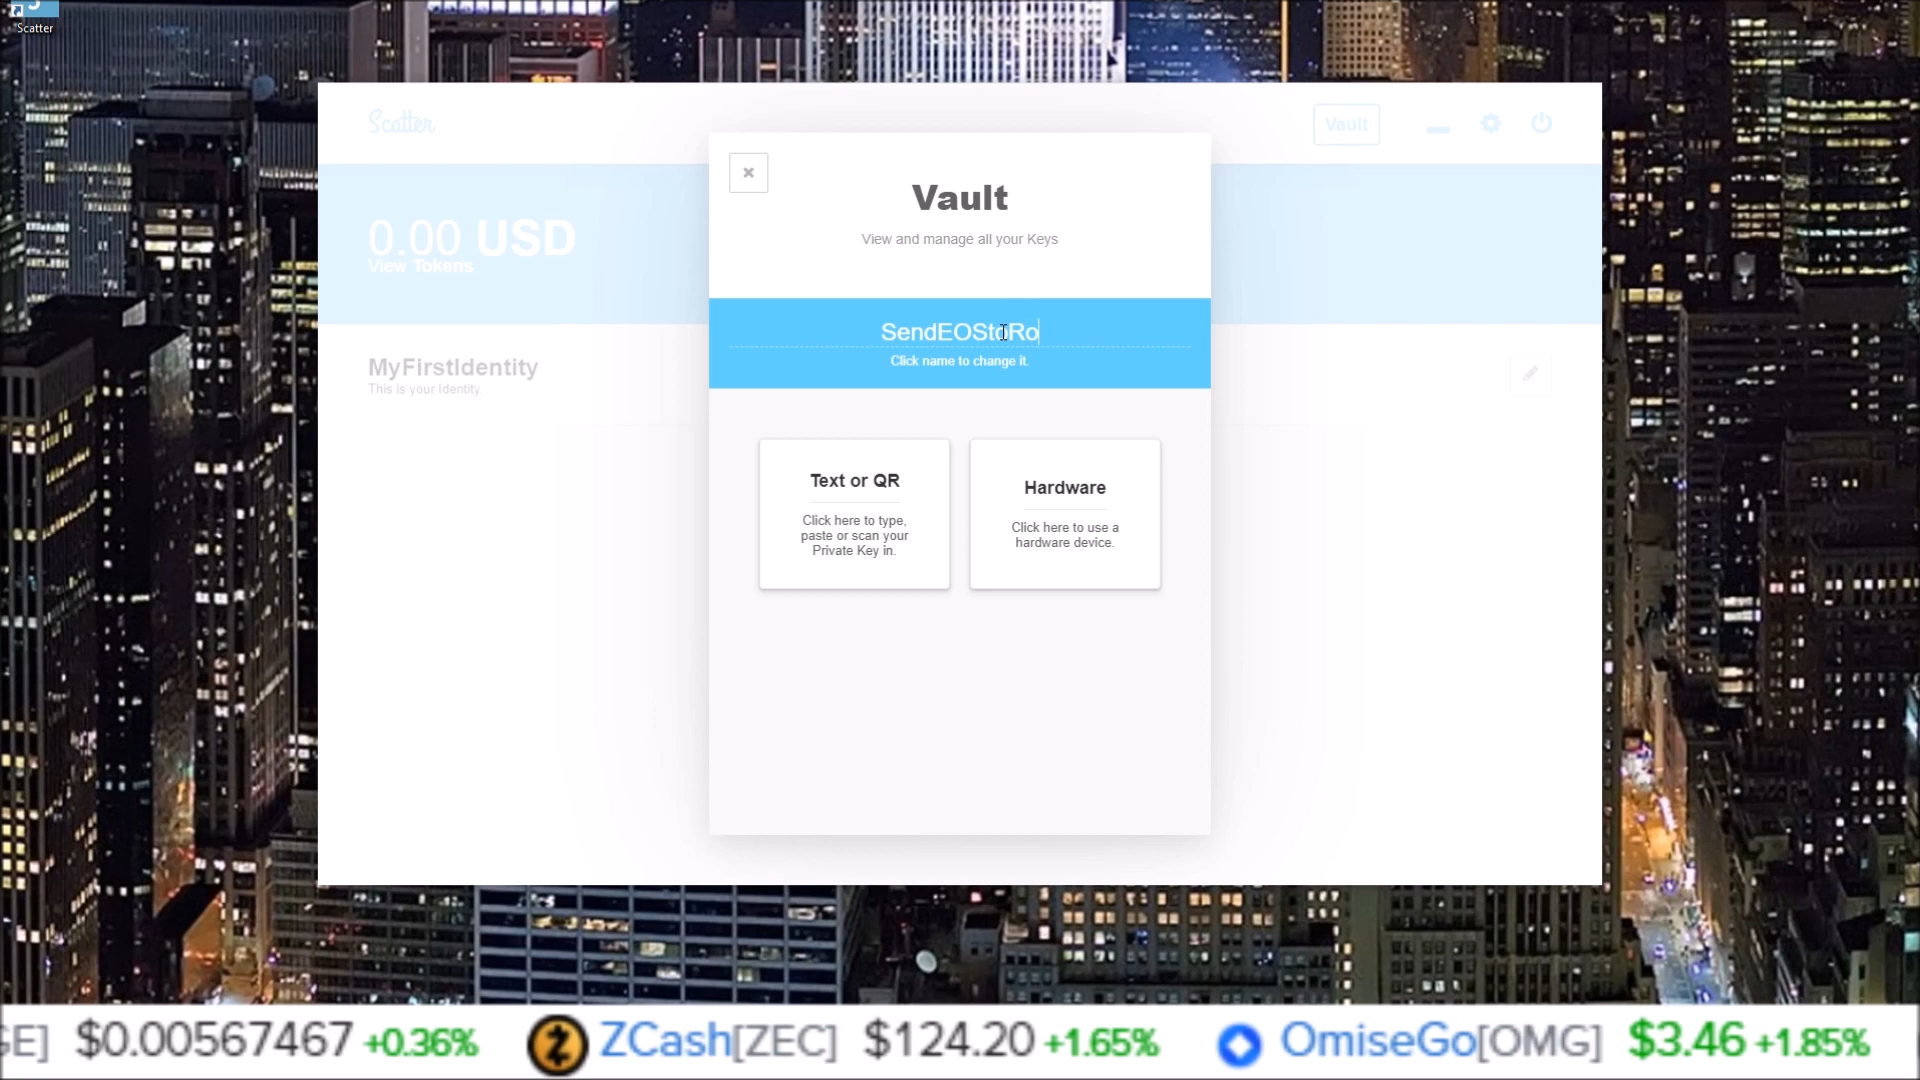 Scatter
Scatter
Vault
Vault
View and manage all your Keys
0.00 USD
View Tokens
SendEOStoRo
Click name to change it.
MyFirstIdentity
This is your Identity.
Text or QR
Click here to type,
paste or scan your
Private Key in.
Hardware
Click here to use a
hardware device.
GE] $0.00567467 +0.36% ZCash[ZEC] $124.20 +1.65% OmiseGo[OMG] $3.46 +1.85%